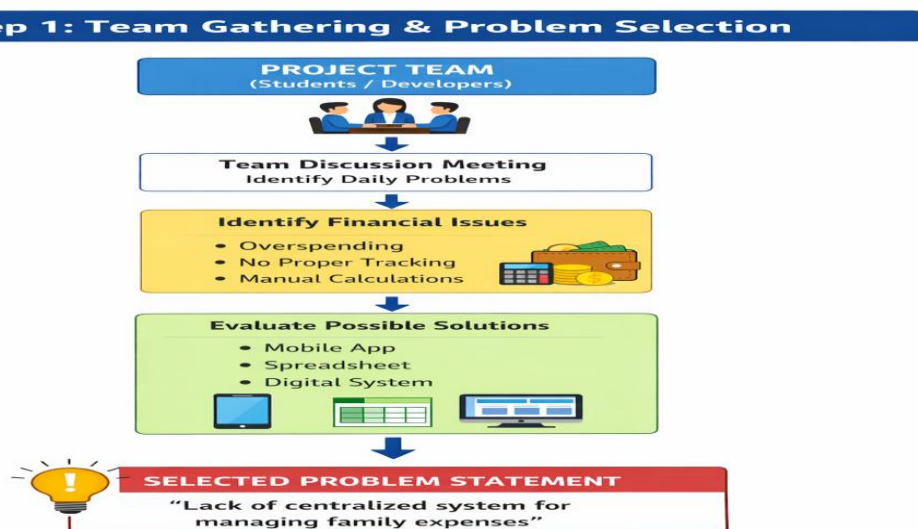 ep 1: Team Gathering & Problem Selection
PROJECT TEAM
(Students / Developers)
Team Discussion Meeting
Identify Daily Problems
Identify Financial Issues
• Overspending
• No Proper Tracking
• Manual Calculations
Evaluate Possible Solutions
• Mobile App
• Spreadsheet
• Digital System
SELECTED PROBLEM STATEMENT
“Lack of centralized system for
managing family expenses”